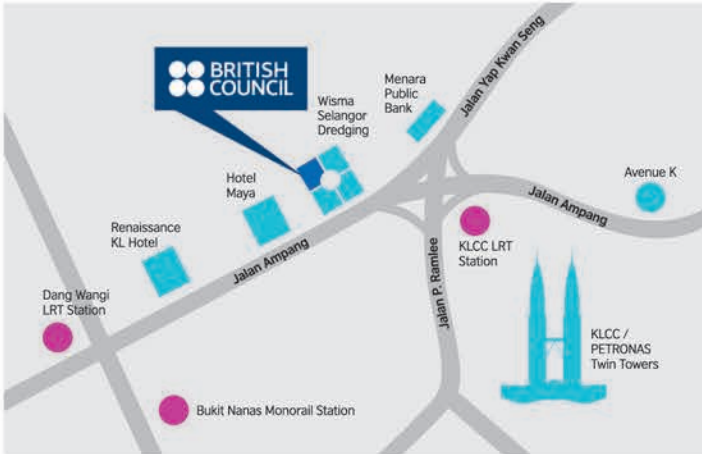 BRITISH
COUNCIL
Wisma
Selangor
Dredging
Menara
Public
Bank
Jalan Yap Kwan Seng
Hotel
Maya
Avenue K
Jalan Ampang
Renaissance
KL Hotel
Jalan Ampang
KLCC LRT
Station
Jalan P. Ramlee
Dang Wangi
LRT Station
KLCC /
PETRONAS
Twin Towers
Bukit Nanas Monorail Station